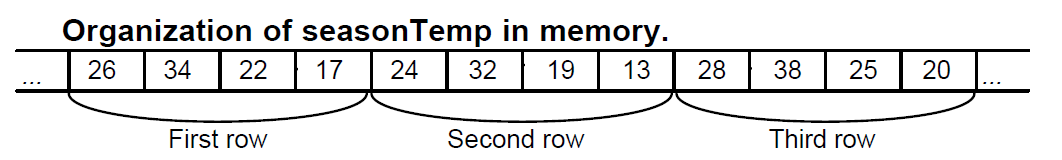 Organization of seasonTemp in memory.
... 26 34 22 17 24 32 19 13 28 38 25 20 ...
First row Second row Third row